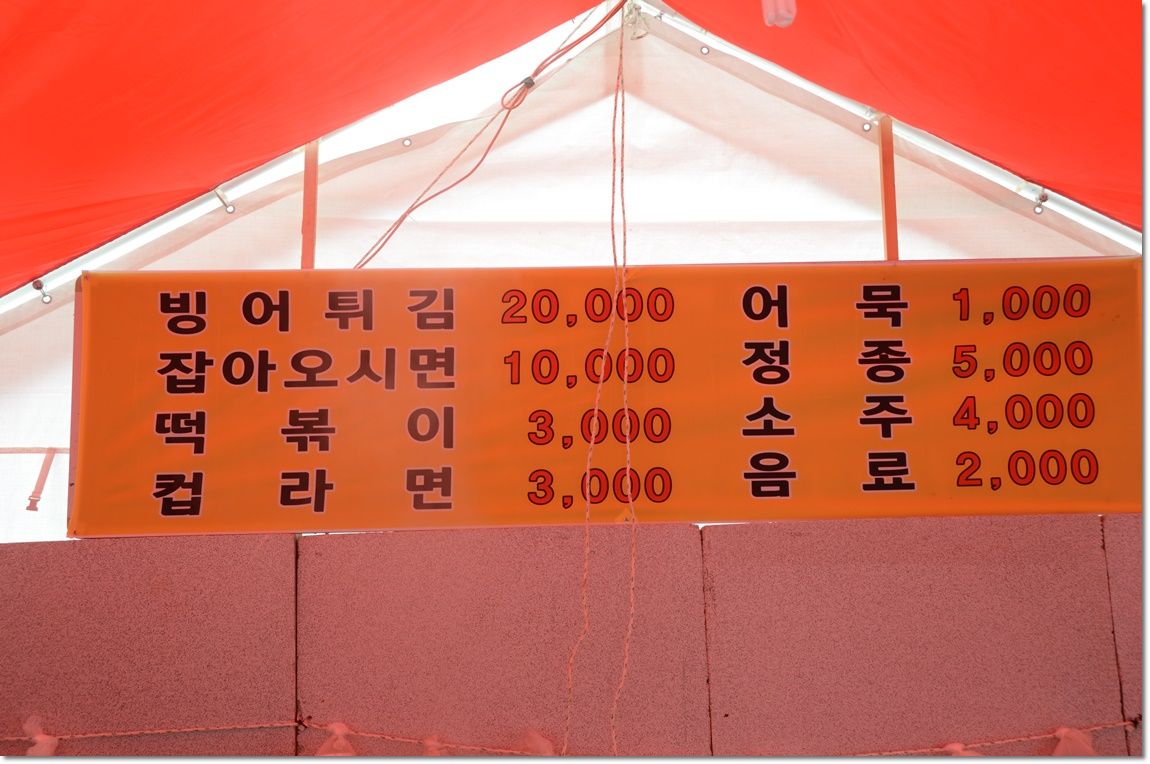 빙어튀김 20,000
잡아오시면 10,000
떡볶이 3,000
컵라면 3,000
어묵 1,000
정종 5,000
소주 4,000
음료 2,000